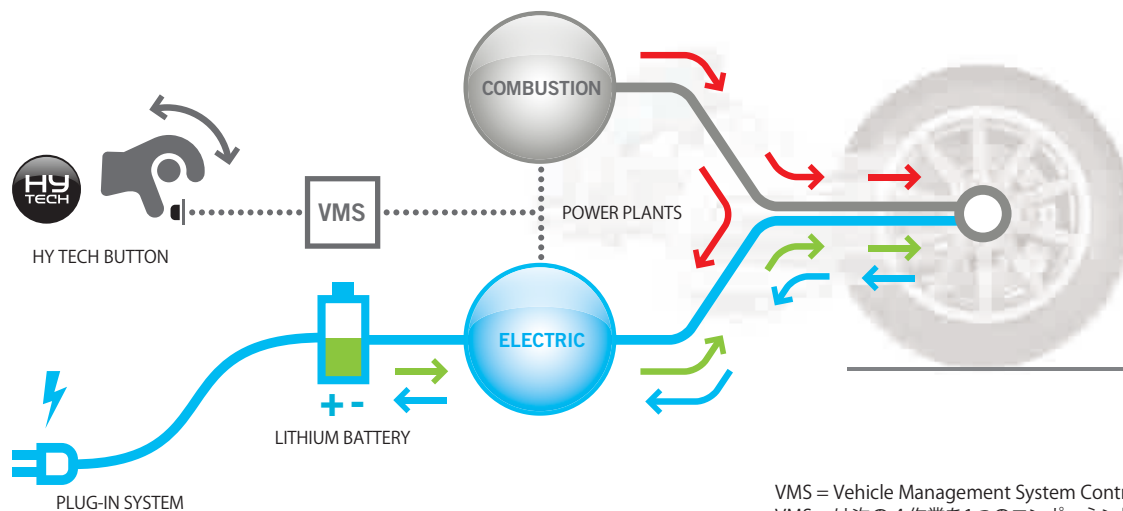 COMBUSTION
HY
TECH
VMS
POWER PLANTS
HY TECH BUTTON
ELECTRIC
+ -
LITHIUM BATTERY
PLUG-IN SYSTEM
VMS = Vehicle Management System